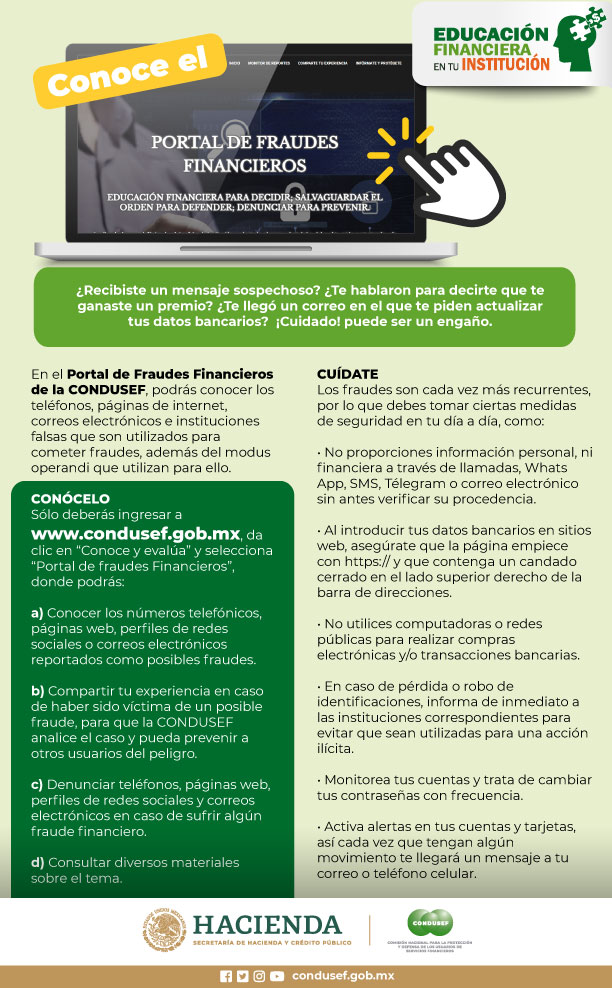 EDUCACIÓN
FINANCIERA
EN TU INSTITUCIÓN
Conoce el
INICIO MONITOR DE REPORTES COMPARTE TU EXPERIENCIA INFÓRMATE Y PROTÉGETE
PORTAL DE FRAUDES
FINANCIEROS
EDUCACIÓN FINANCIERA PARA DECIDIR; SALVAGUARDAR EL
ORDEN PARA DEFENDER; DENUNCIAR PARA PREVENIR.
¿Recibiste un mensaje sospechoso? ¿Te hablaron para decirte que te
ganaste un premio? ¿Te llegó un correo en el que te piden actualizar
tus datos bancarios? ¡Cuidado! puede ser un engaño.
En el Portal de Fraudes Financieros
de la CONDUSEF, podrás conocer los
teléfonos, páginas de internet,
correos electrónicos e instituciones
falsas que son utilizados para
cometer fraudes, además del modus
operandi que utilizan para ello.
CONÓCELO
Sólo deberás ingresar a
www.condusef.gob.mx, da
clic en “Conoce y evalúa” y selecciona
“Portal de fraudes Financieros”,
donde podrás:
a) Conocer los números telefónicos,
páginas web, perfiles de redes
sociales o correos electrónicos
reportados como posibles fraudes.
b) Compartir tu experiencia en caso
de haber sido víctima de un posible
fraude, para que la CONDUSEF
analice el caso y pueda prevenir a
otros usuarios del peligro.
c) Denunciar teléfonos, páginas web,
perfiles de redes sociales y correos
electrónicos en caso de sufrir algún
fraude financiero.
d) Consultar diversos materiales
sobre el tema.
CUÍDATE
Los fraudes son cada vez más recurrentes,
por lo que debes tomar ciertas medidas
de seguridad en tu día a día, como:
• No proporciones información personal, ni
financiera a través de llamadas, Whats
App, SMS, Télegram o correo electrónico
sin antes verificar su procedencia.
• Al introducir tus datos bancarios en sitios
web, asegúrate que la página empiece
con https:// y que contenga un candado
cerrado en el lado superior derecho de la
barra de direcciones.
• No utilices computadoras o redes
públicas para realizar compras
electrónicas y/o transacciones bancarias.
• En caso de pérdida o robo de
identificaciones, informa de inmediato a
las instituciones correspondientes para
evitar que sean utilizadas para una acción
ilícita.
• Monitorea tus cuentas y trata de cambiar
tus contraseñas con frecuencia.
• Activa alertas en tus cuentas y tarjetas,
así cada vez que tengan algún
movimiento te llegará un mensaje a tu
correo o teléfono celular.
HACIENDA
SECRETARÍA DE HACIENDA Y CRÉDITO PÚBLICO
CONDUSEF
COMISIÓN NACIONAL PARA LA PROTECCIÓN
Y DEFENSA DE LOS USUARIOS DE
SERVICIOS FINANCIEROS
condusef.gob.mx